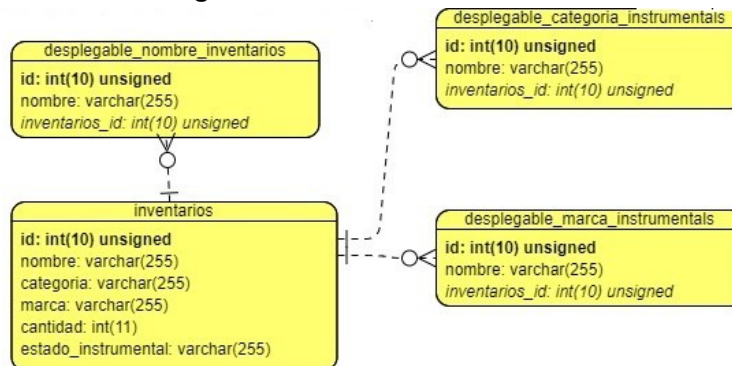 desplegable_nombre_inventarios
id: int(10) unsigned
nombre: varchar(255)
inventarios_id: int(10) unsigned
desplegable_categoria_instrumentals
id: int(10) unsigned
nombre: varchar(255)
inventarios_id: int(10) unsigned
inventarios
id: int(10) unsigned
nombre: varchar(255)
categoria: varchar(255)
marca: varchar(255)
cantidad: int(11)
estado_instrumental: varchar(255)
desplegable_marca_instrumentals
id: int(10) unsigned
nombre: varchar(255)
inventarios_id: int(10) unsigned